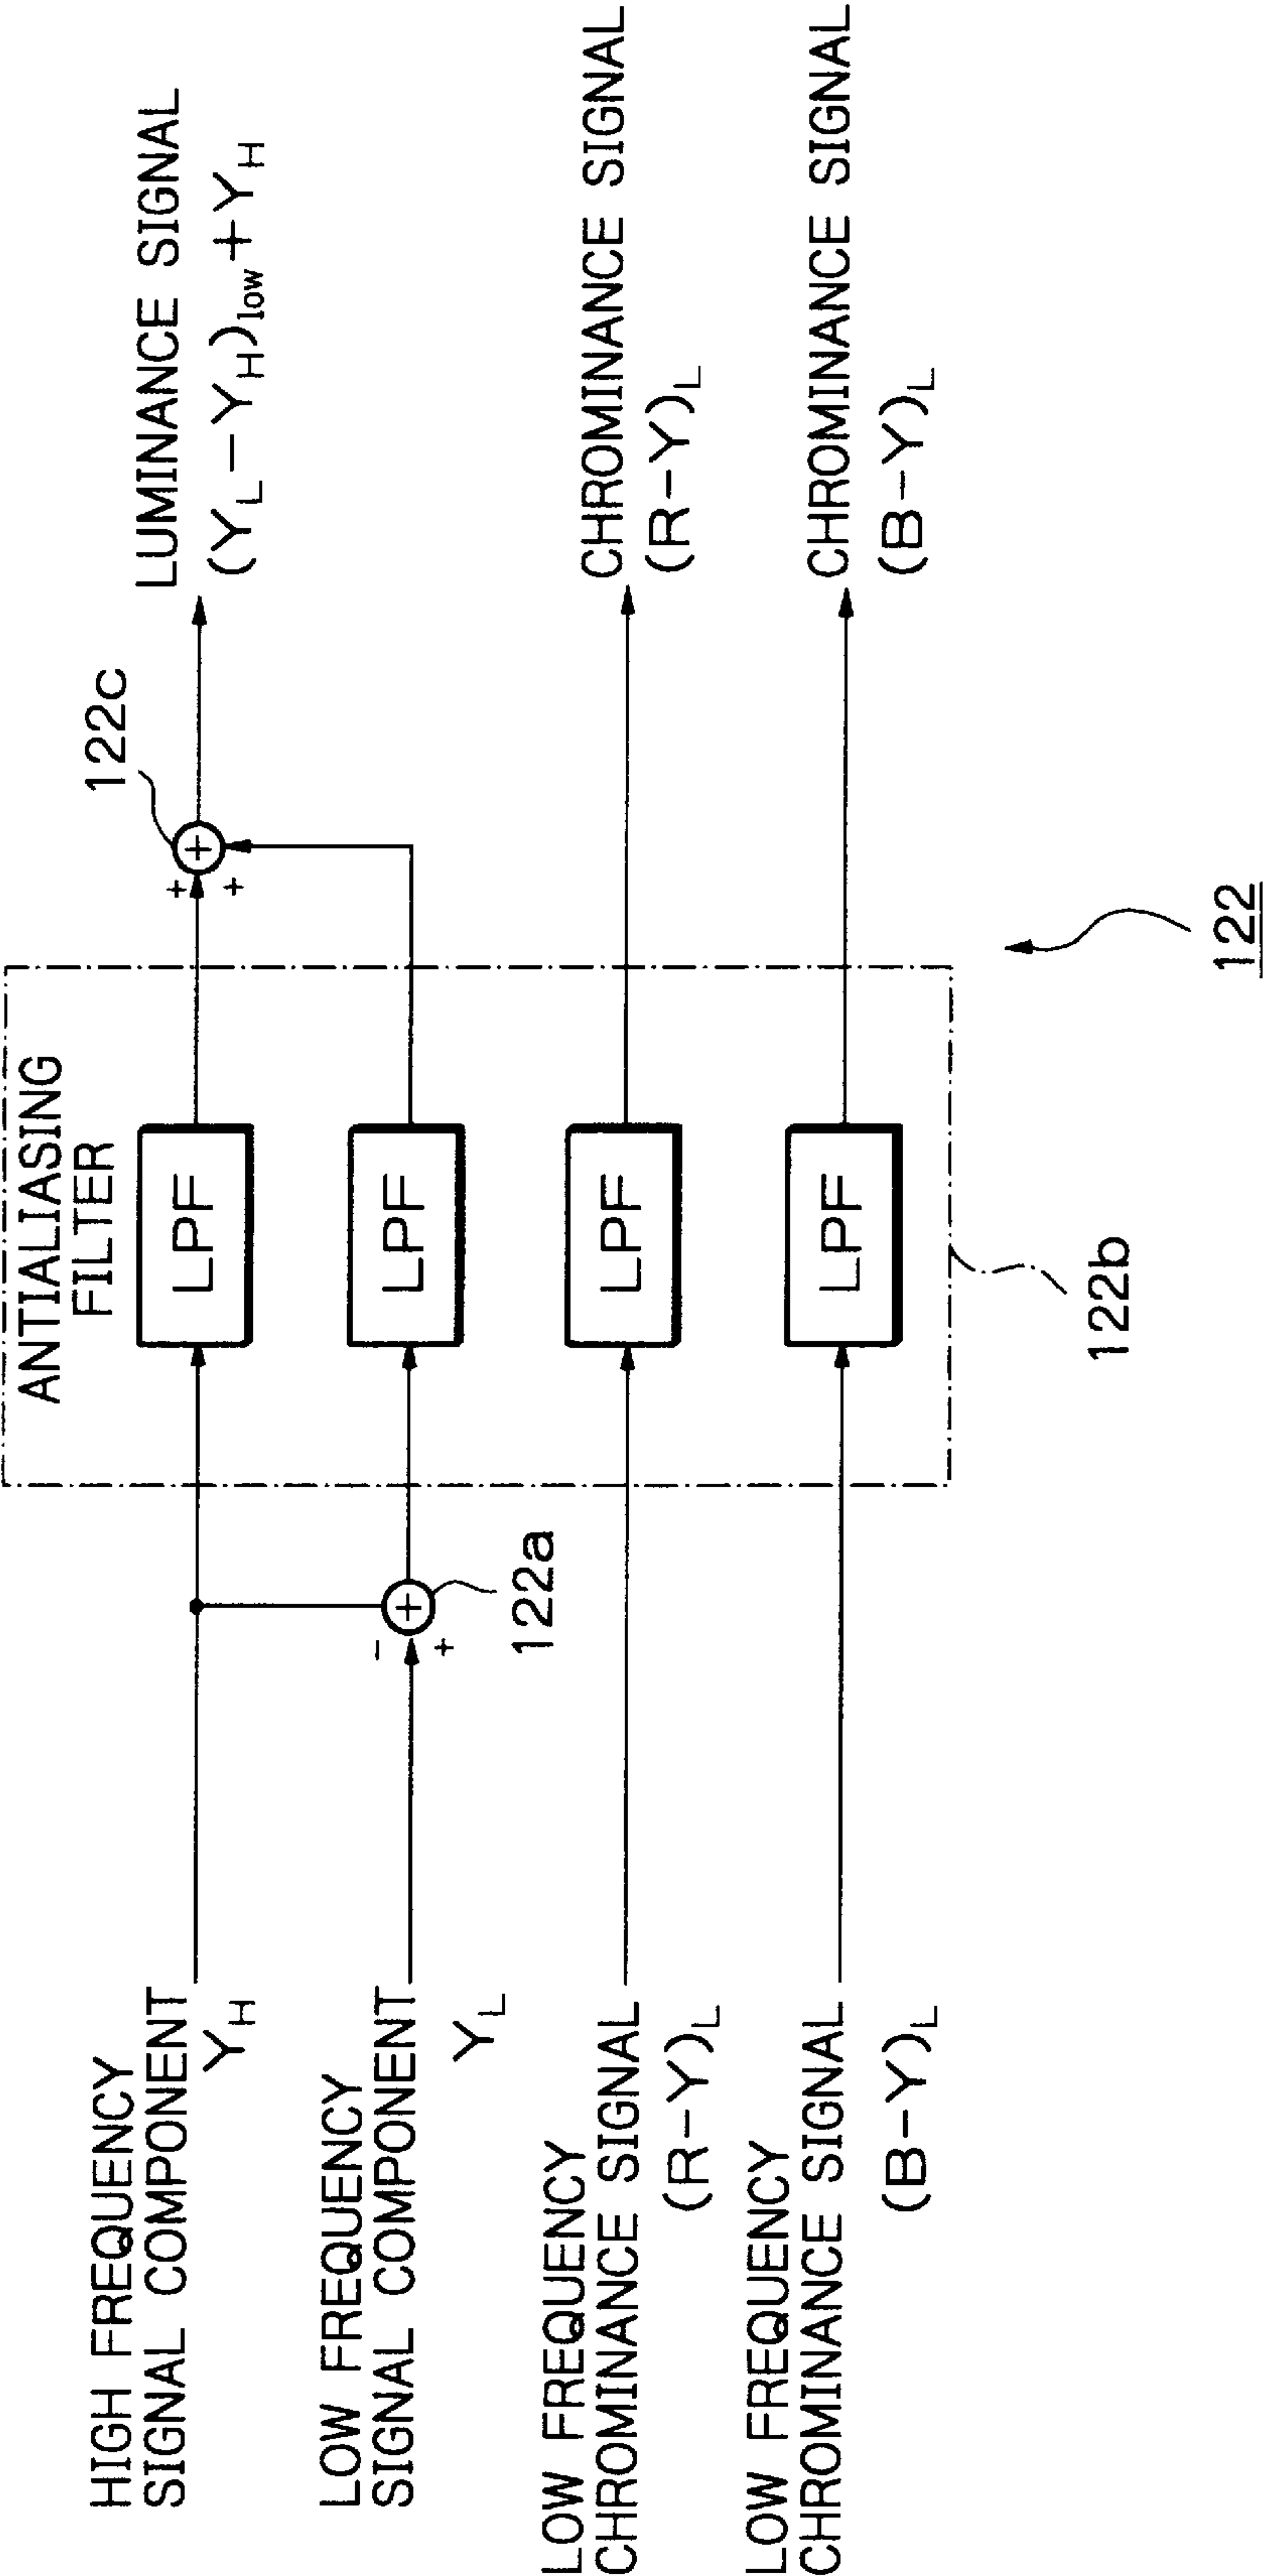 HIGH FREQUENCY
SIGNAL COMPONENT
Y_H
LOW FREQUENCY
SIGNAL COMPONENT
Y_L
LOW FREQUENCY
CHROMINANCE SIGNAL
(R-Y)_L
LOW FREQUENCY
CHROMINANCE SIGNAL
(B-Y)_L
-
+
+
122a
ANTIALIASING
FILTER
LPF
LPF
LPF
LPF
122b
+
+
+
122c
LUMINANCE SIGNAL
(Y_L-Y_H)_low+Y_H
CHROMINANCE SIGNAL
(R-Y)_L
CHROMINANCE SIGNAL
(B-Y)_L
122